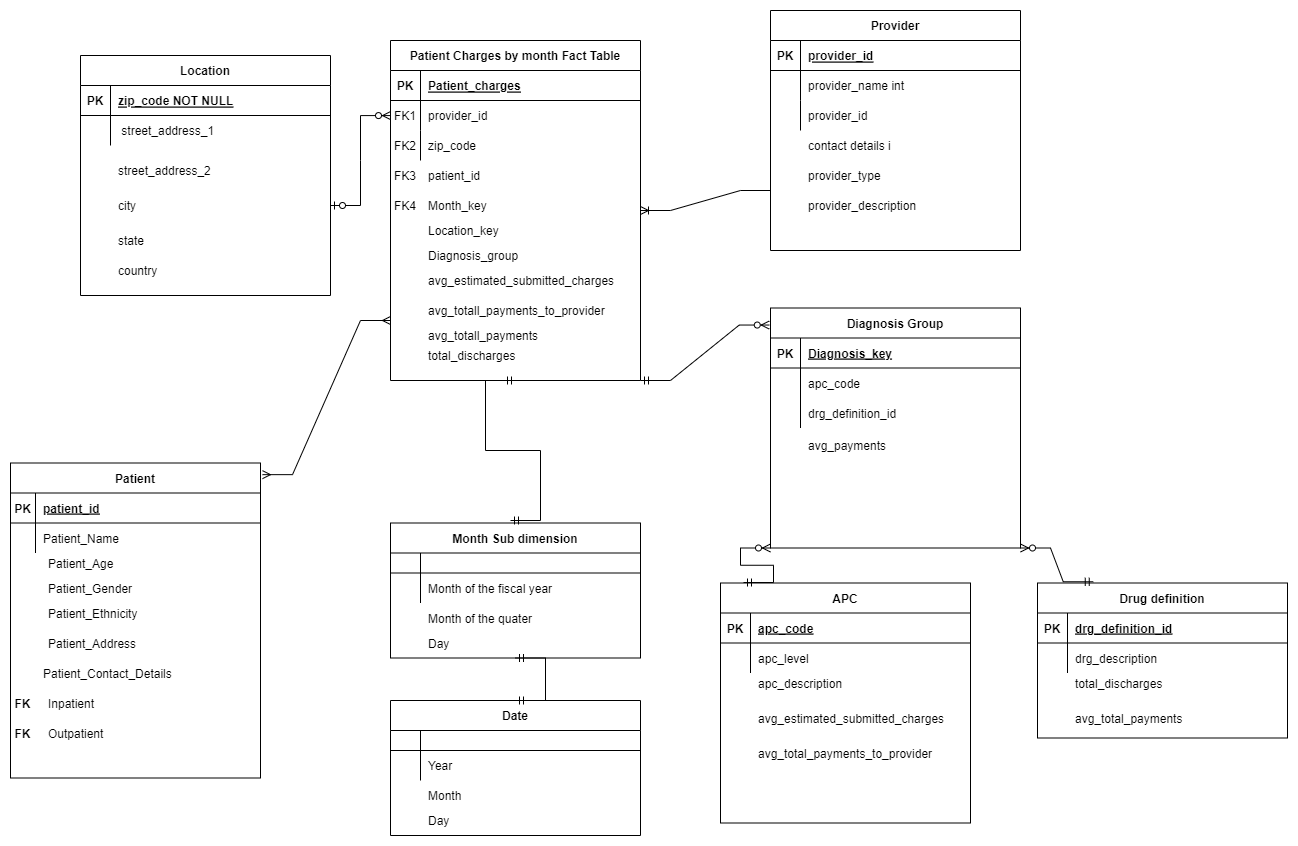 Location
PK zip_code NOT NULL
street_address_1
street_address_2
city
state
country
Patient Charges by month Fact Table
PK Patient_charges
FK1 provider_id
FK2 zip_code
FK3 patient_id
FK4 Month_key
Location_key
Diagnosis_group
avg_estimated_submitted_charges
avg_totall_payments_to_provider
avg_totall_payments
total_discharges
Provider
PK provider_id
provider_name int
provider_id
contact details i
provider_type
provider_description
Diagnosis Group
PK Diagnosis_key
apc_code
drg_definition_id
avg_payments
Patient
PK patient_id
Patient_Name
Patient_Age
Patient_Gender
Patient_Ethnicity
Patient_Address
Patient_Contact_Details
FK Inpatient
FK Outpatient
Month Sub dimension
Month of the fiscal year
Month of the quater
Day
Date
Year
Month
Day
APC
PK apc_code
apc_level
apc_description
avg_estimated_submitted_charges
avg_total_payments_to_provider
Drug definition
PK drg_definition_id
drg_description
total_discharges
avg_total_payments